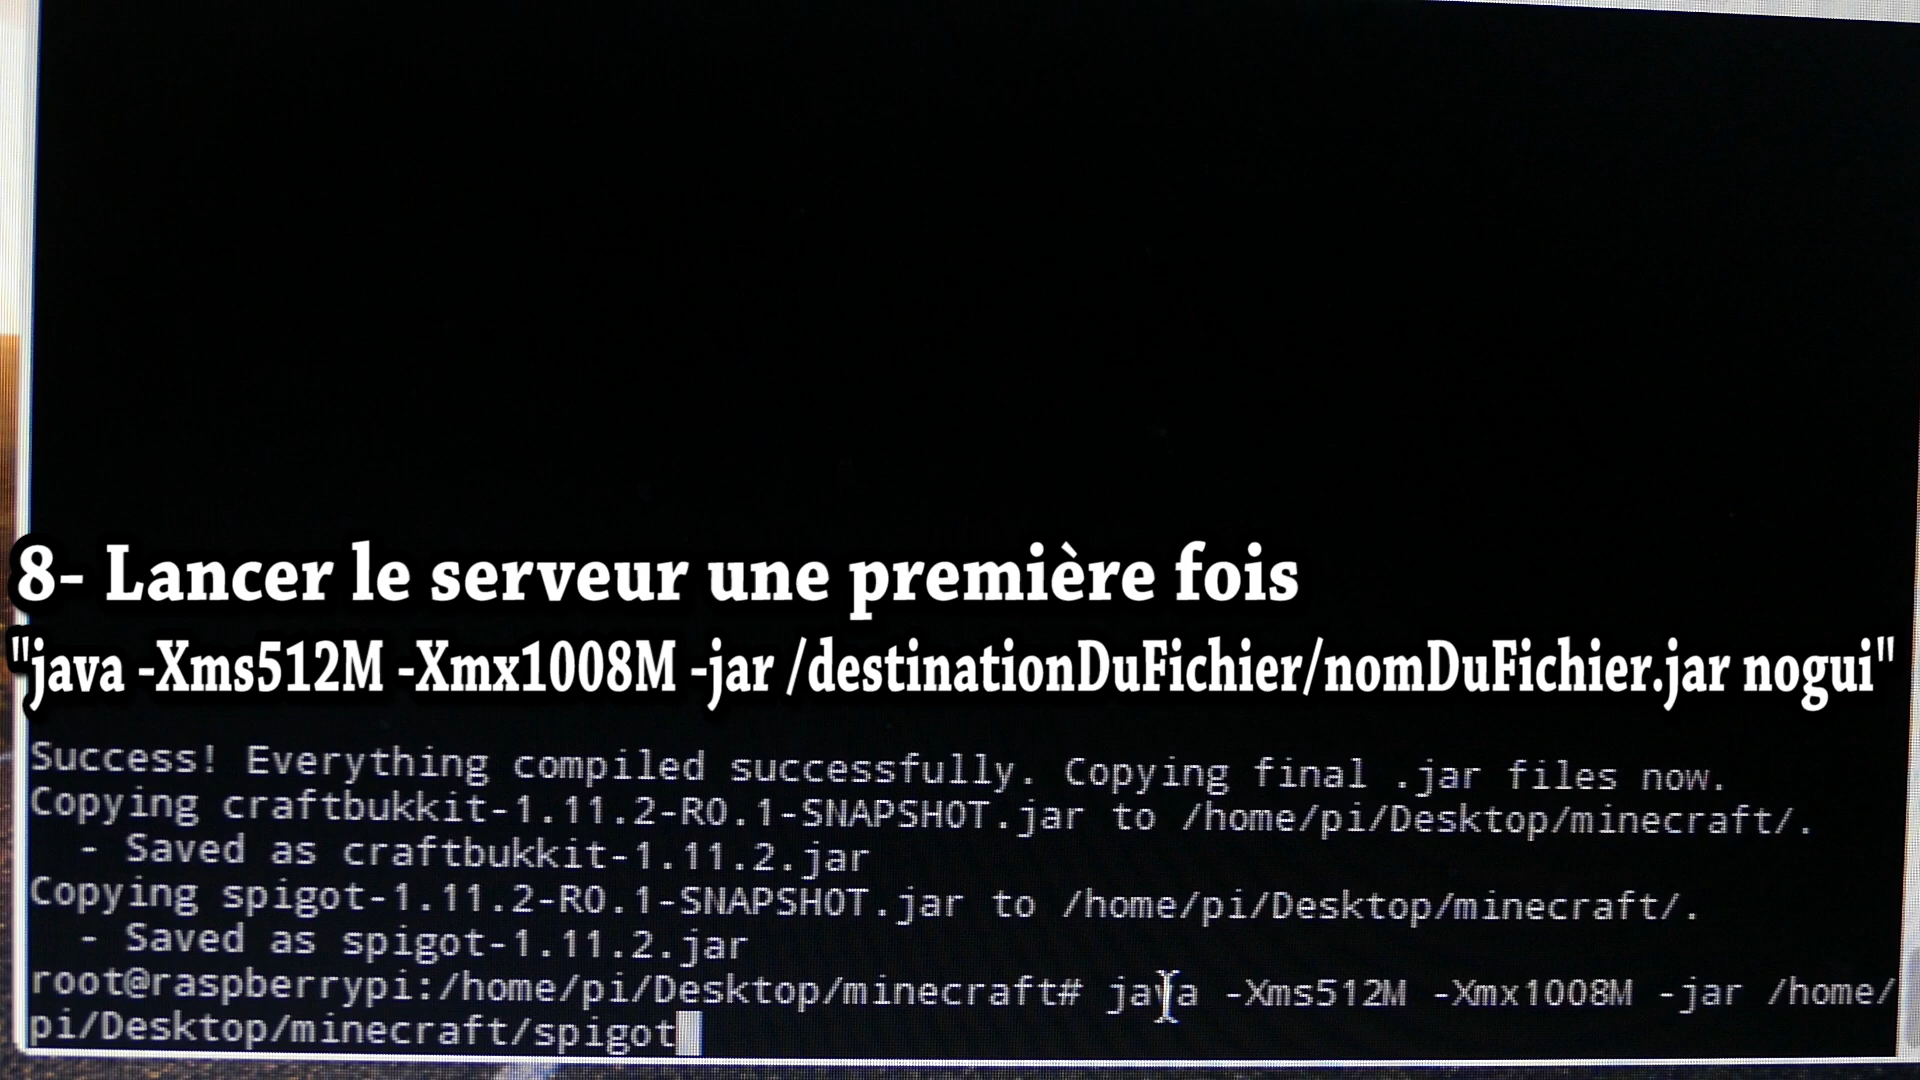 8- Lancer le serveur une première fois
"java -Xms512M -Xmx1008M -jar /destinationDuFichier/nomDuFichier.jar nogui"
Success! Everything compiled successfully. Copying final .jar files now.
Copying craftbukkit-1.11.2-R0.1-SNAPSHOT.jar to /home/pi/Desktop/minecraft/.
- Saved as craftbukkit-1.11.2.jar
Copying spigot-1.11.2-R0.1-SNAPSHOT.jar to /home/pi/Desktop/minecraft/.
- Saved as spigot-1.11.2.jar
root@raspberrypi:/home/pi/Desktop/minecraft# java -Xms512M -Xmx1008M -jar /home/
pi/Desktop/minecraft/spigot